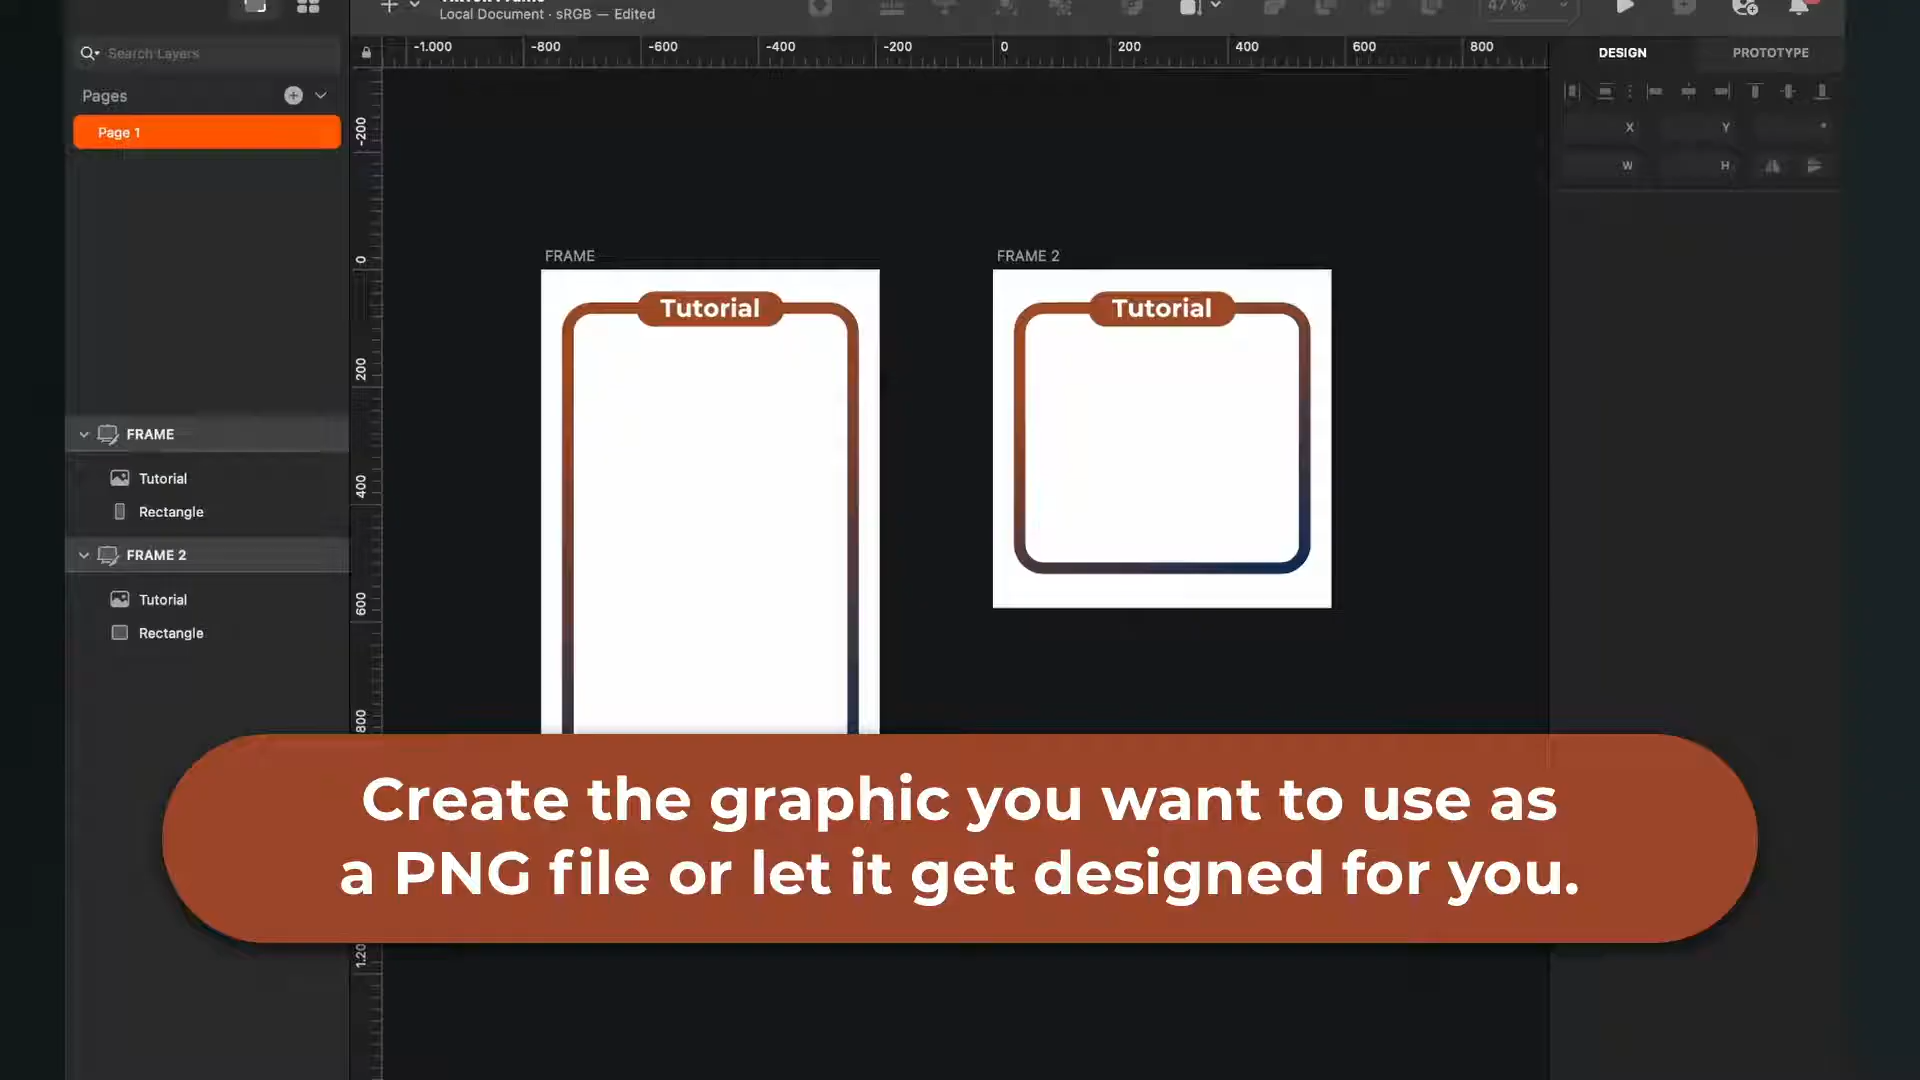 Local Document · sRGB — Edited
47 %
Search Layers
Pages
Page 1
FRAME
Tutorial
Rectangle
FRAME 2
Tutorial
Rectangle
-1.000 -800 -600 -400 -200 0 200 400 600 800
-200
0
200
400
600
800
1.20
FRAME
Tutorial
FRAME 2
Tutorial
DESIGN PROTOTYPE
X Y °
W H
Create the graphic you want to use as
a PNG file or let it get designed for you.